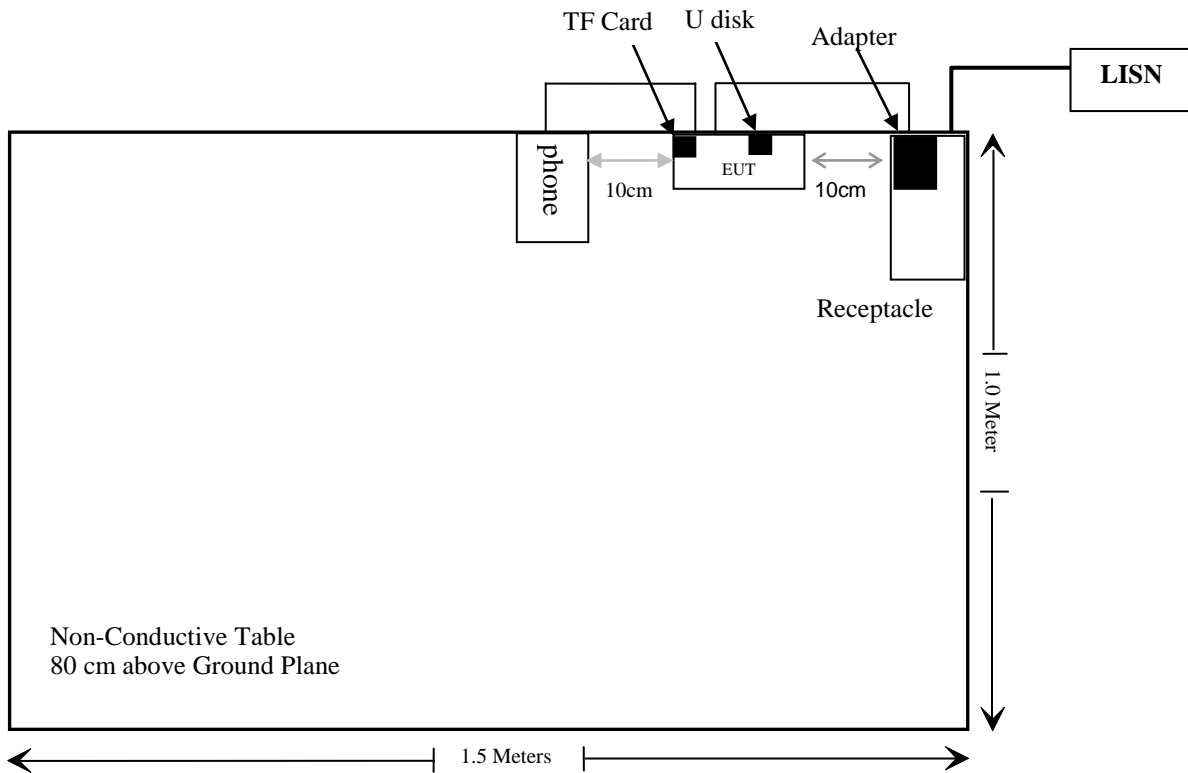 TF Card
U disk
Adapter
LISN
phone
10cm
EUT
10cm
Receptacle
1.0 Meter
Non-Conductive Table
80 cm above Ground Plane
1.5 Meters